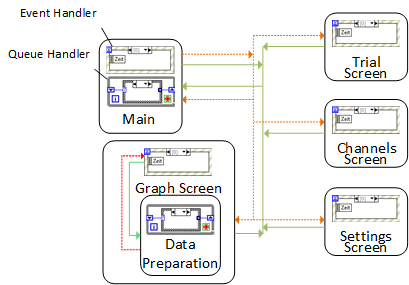 Event Handler
Queue Handler
Zeit
Main
Zeit
Trial
Screen
Zeit
Channels
Screen
Zeit
Graph Screen
Data
Preparation
Zeit
Settings
Screen